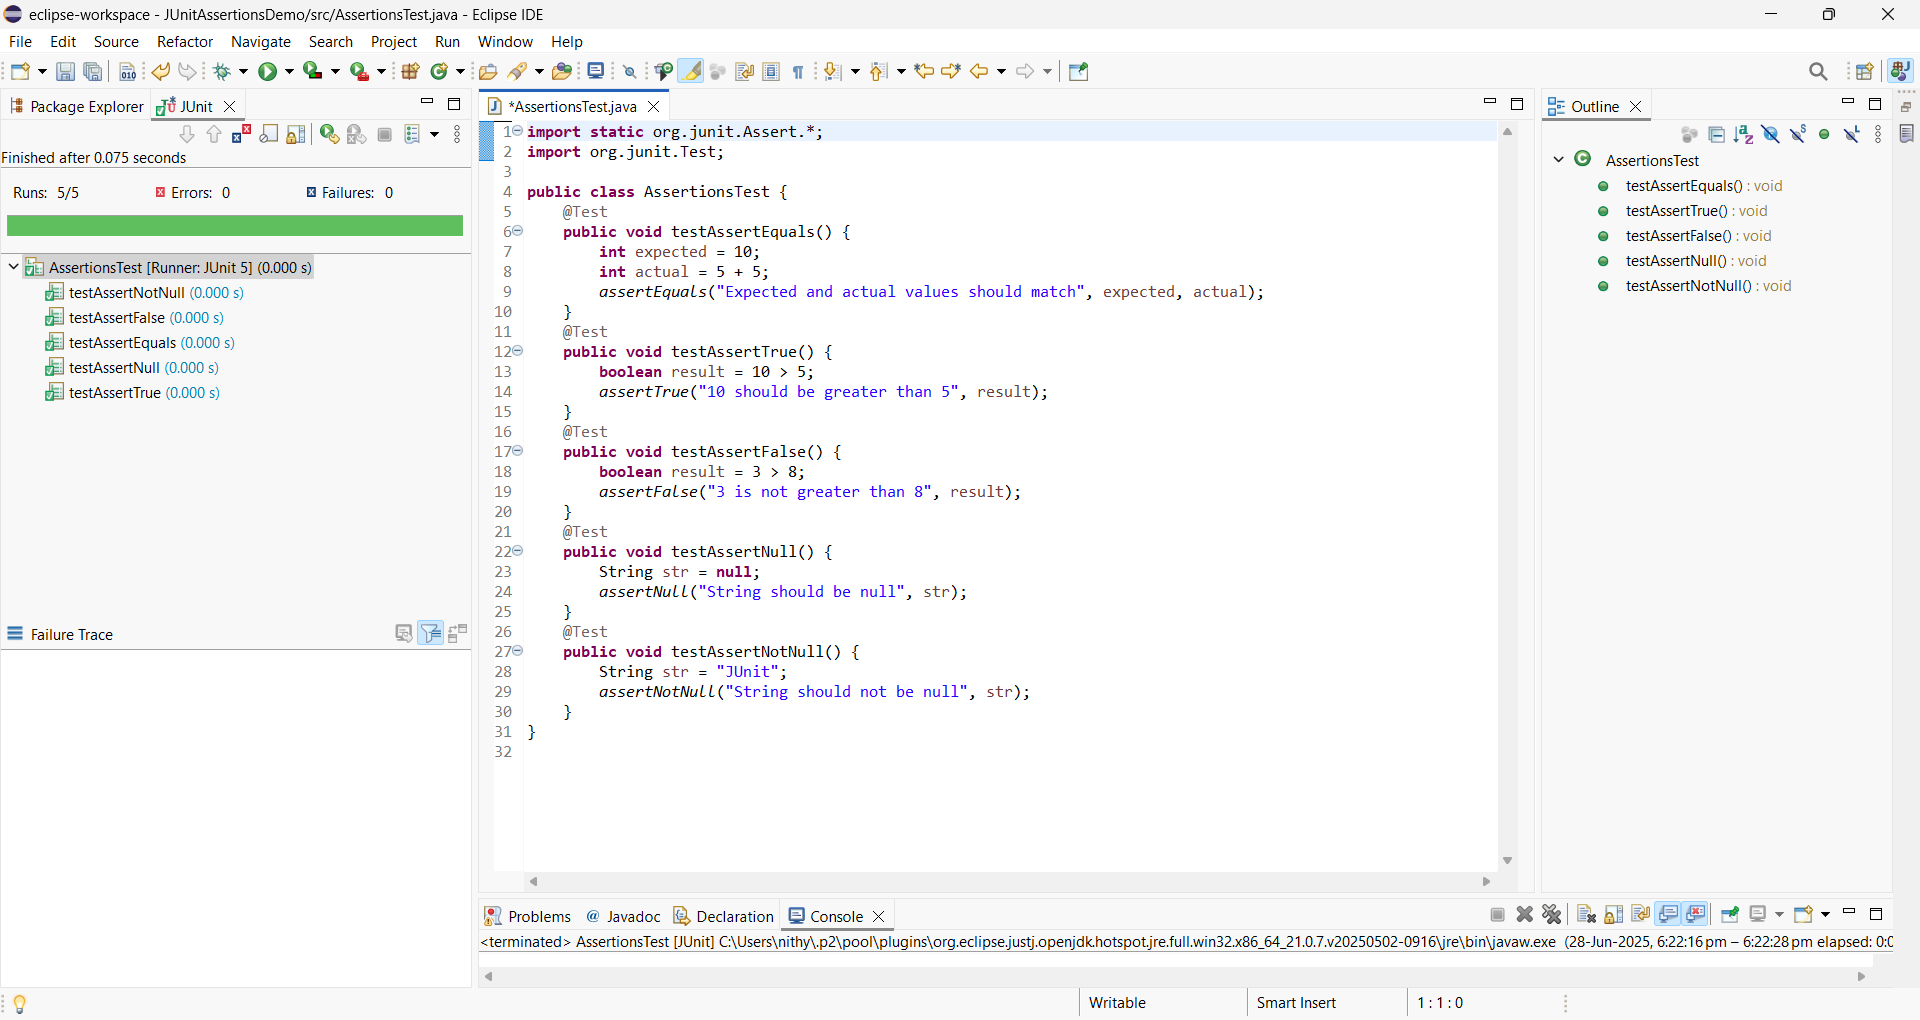 eclipse-workspace - JUnitAssertionsDemo/src/AssertionsTest.java - Eclipse IDE
File Edit Source Refactor Navigate Search Project Run Window Help
Package Explorer JUnit
Finished after 0.075 seconds
Runs: 5/5 Errors: 0 Failures: 0
AssertionsTest [Runner: JUnit 5] (0.000 s)
testAssertNotNull (0.000 s)
testAssertFalse (0.000 s)
testAssertEquals (0.000 s)
testAssertNull (0.000 s)
testAssertTrue (0.000 s)
Failure Trace
*AssertionsTest.java
1 import static org.junit.Assert.*;
2 import org.junit.Test;
3
4 public class AssertionsTest {
5     @Test
6     public void testAssertEquals() {
7         int expected = 10;
8         int actual = 5 + 5;
9         assertEquals("Expected and actual values should match", expected, actual);
10     }
11     @Test
12     public void testAssertTrue() {
13         boolean result = 10 > 5;
14         assertTrue("10 should be greater than 5", result);
15     }
16     @Test
17     public void testAssertFalse() {
18         boolean result = 3 > 8;
19         assertFalse("3 is not greater than 8", result);
20     }
21     @Test
22     public void testAssertNull() {
23         String str = null;
24         assertNull("String should be null", str);
25     }
26     @Test
27     public void testAssertNotNull() {
28         String str = "JUnit";
29         assertNotNull("String should not be null", str);
30     }
31 }
32
Outline
AssertionsTest
testAssertEquals() : void
testAssertTrue() : void
testAssertFalse() : void
testAssertNull() : void
testAssertNotNull() : void
Problems Javadoc Declaration Console
<terminated> AssertionsTest [JUnit] C:\Users\nithy\.p2\pool\plugins\org.eclipse.justj.openjdk.hotspot.jre.full.win32.x86_64_21.0.7.v20250502-0916\jre\bin\javaw.exe (28-Jun-2025, 6:22:16 pm – 6:22:28 pm elapsed: 0:0
Writable Smart Insert 1 : 1 : 0